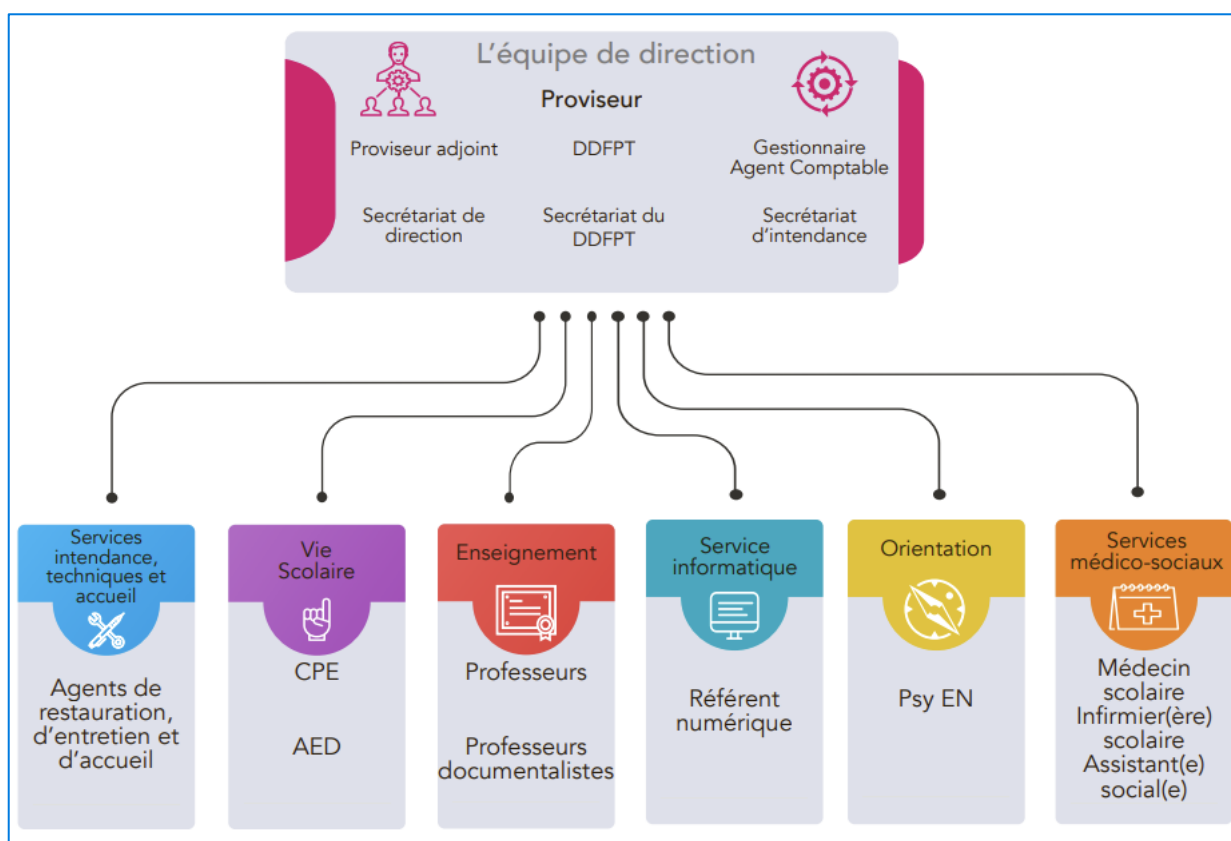 L'équipe de direction
Proviseur
Proviseur adjoint
DDFPT
Gestionnaire
Agent Comptable
Secrétariat de
direction
Secrétariat du
DDFPT
Secrétariat
d'intendance
Services
intendance,
techniques et
accueil
Agents de
restauration,
d'entretien et
d'accueil
Vie
Scolaire
CPE
AED
Enseignement
Professeurs
Professeurs
documentalistes
Service
informatique
Référent
numérique
Orientation
Psy EN
Services
médico-sociaux
Médecin
scolaire
Infirmier(ère)
scolaire
Assistant(e)
social(e)